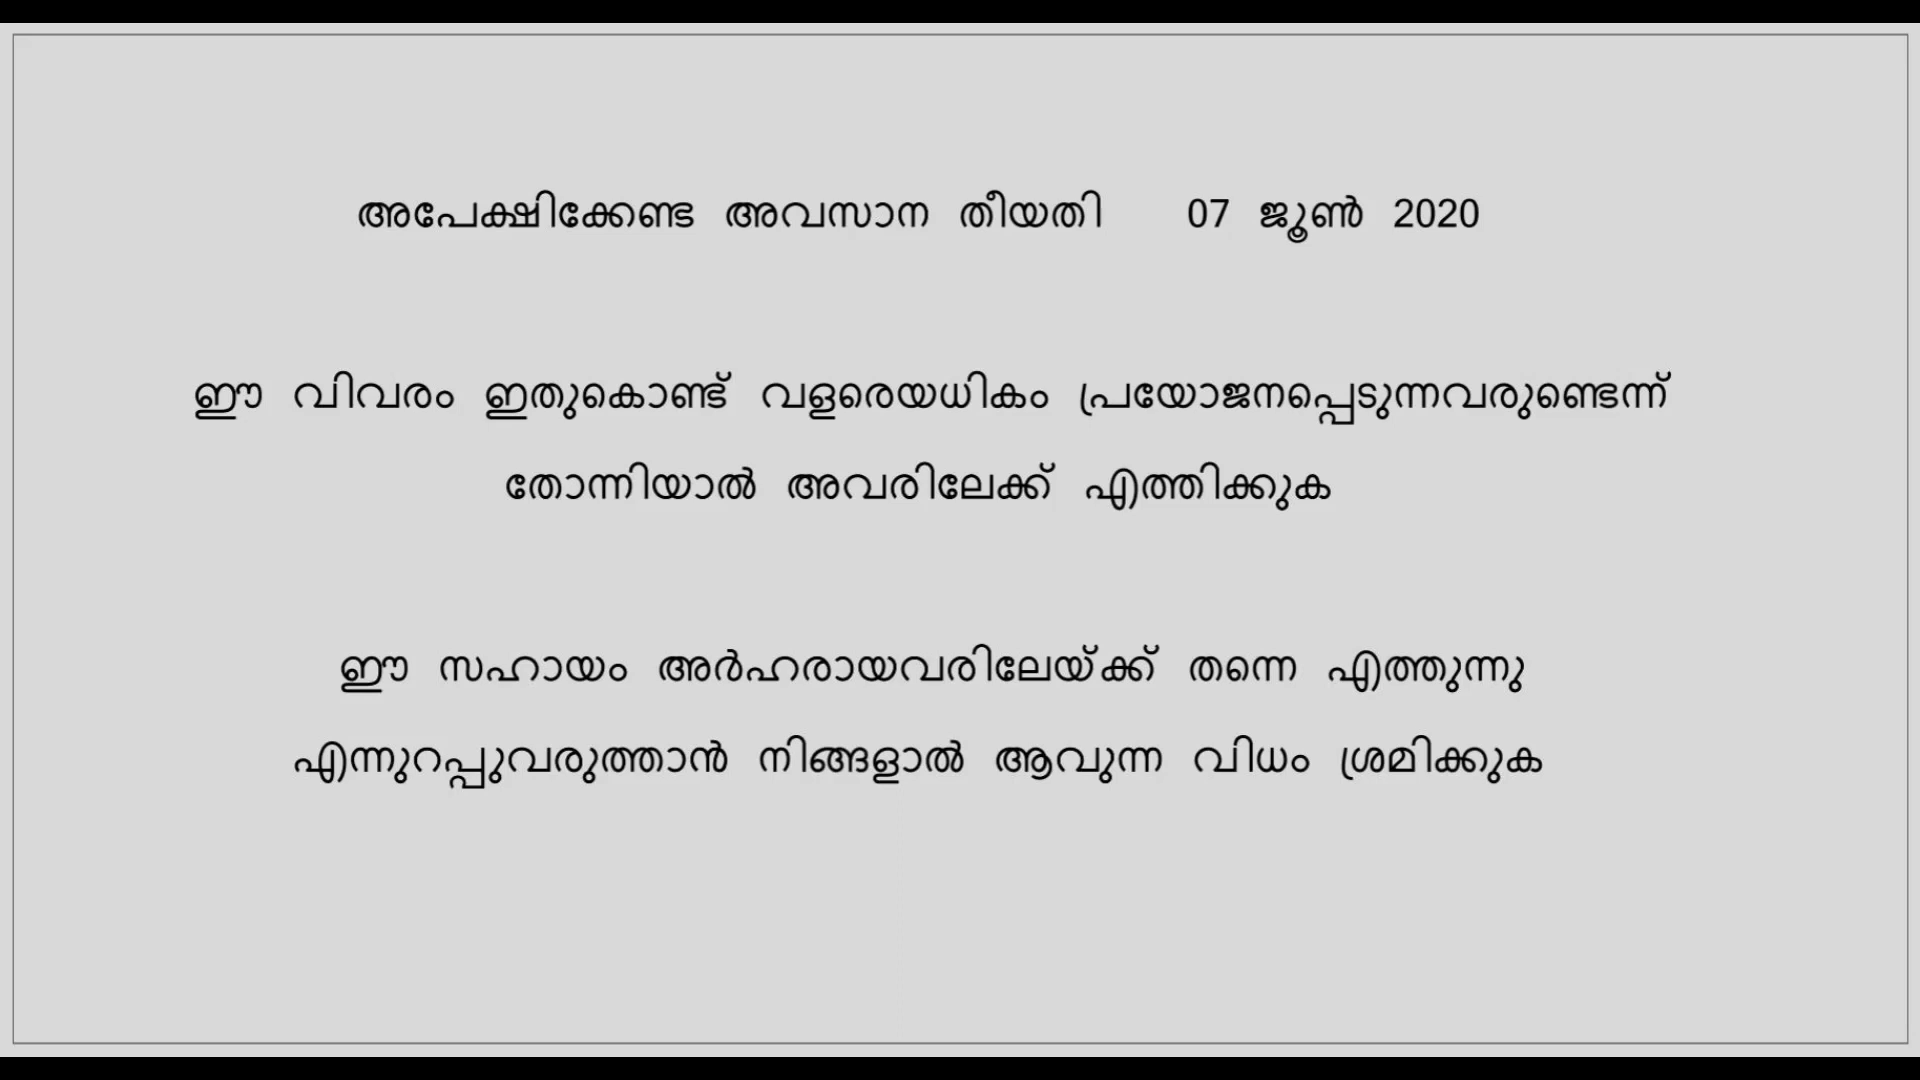 അപേക്ഷിക്കേണ്ട അവസാന തീയതി 07 ജൂൺ 2020
ഈ വിവരം ഇതുകൊണ്ട് വളരെയധികം പ്രയോജനപ്പെടുന്നവരുണ്ടെന്ന്
തോന്നിയാൽ അവരിലേക്ക് എത്തിക്കുക
ഈ സഹായം അർഹരായവരിലേയ്ക്ക് തന്നെ എത്തുന്നു
എന്നുറപ്പുവരുത്താൻ നിങ്ങളാൽ ആവുന്ന വിധം ശ്രമിക്കുക